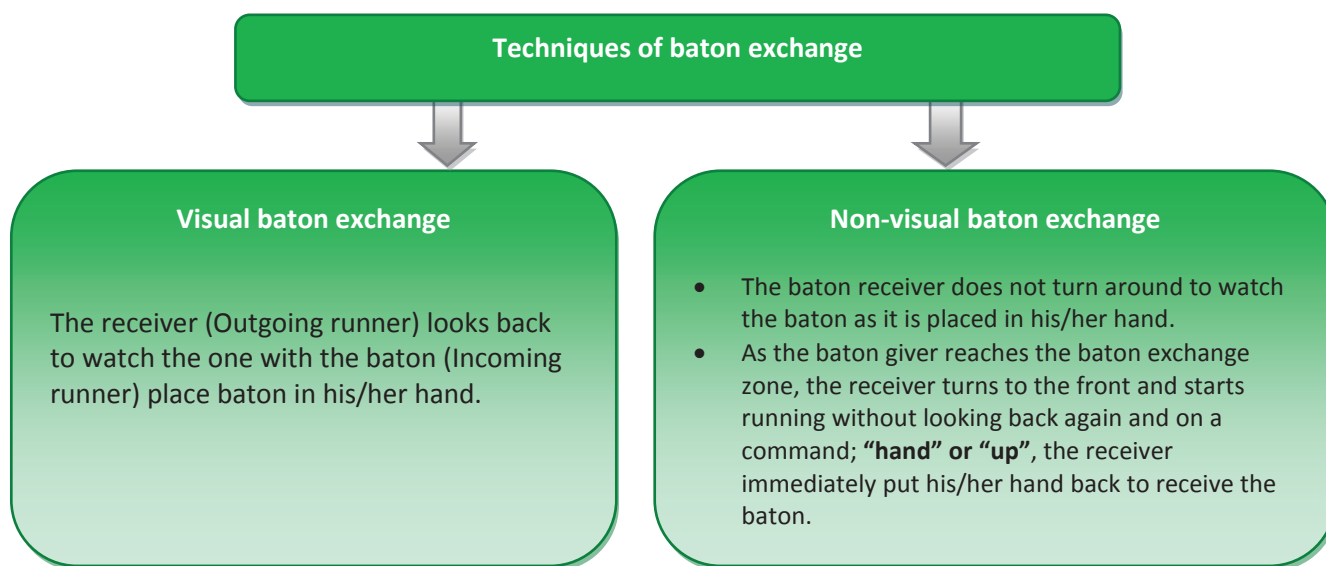 Techniques of baton exchange
Visual baton exchange
The receiver (Outgoing runner) looks back
to watch the one with the baton (Incoming
runner) place baton in his/her hand.
Non-visual baton exchange
• The baton receiver does not turn around to watch
the baton as it is placed in his/her hand.
• As the baton giver reaches the baton exchange
zone, the receiver turns to the front and starts
running without looking back again and on a
command; “hand” or “up”, the receiver
immediately put his/her hand back to receive the
baton.